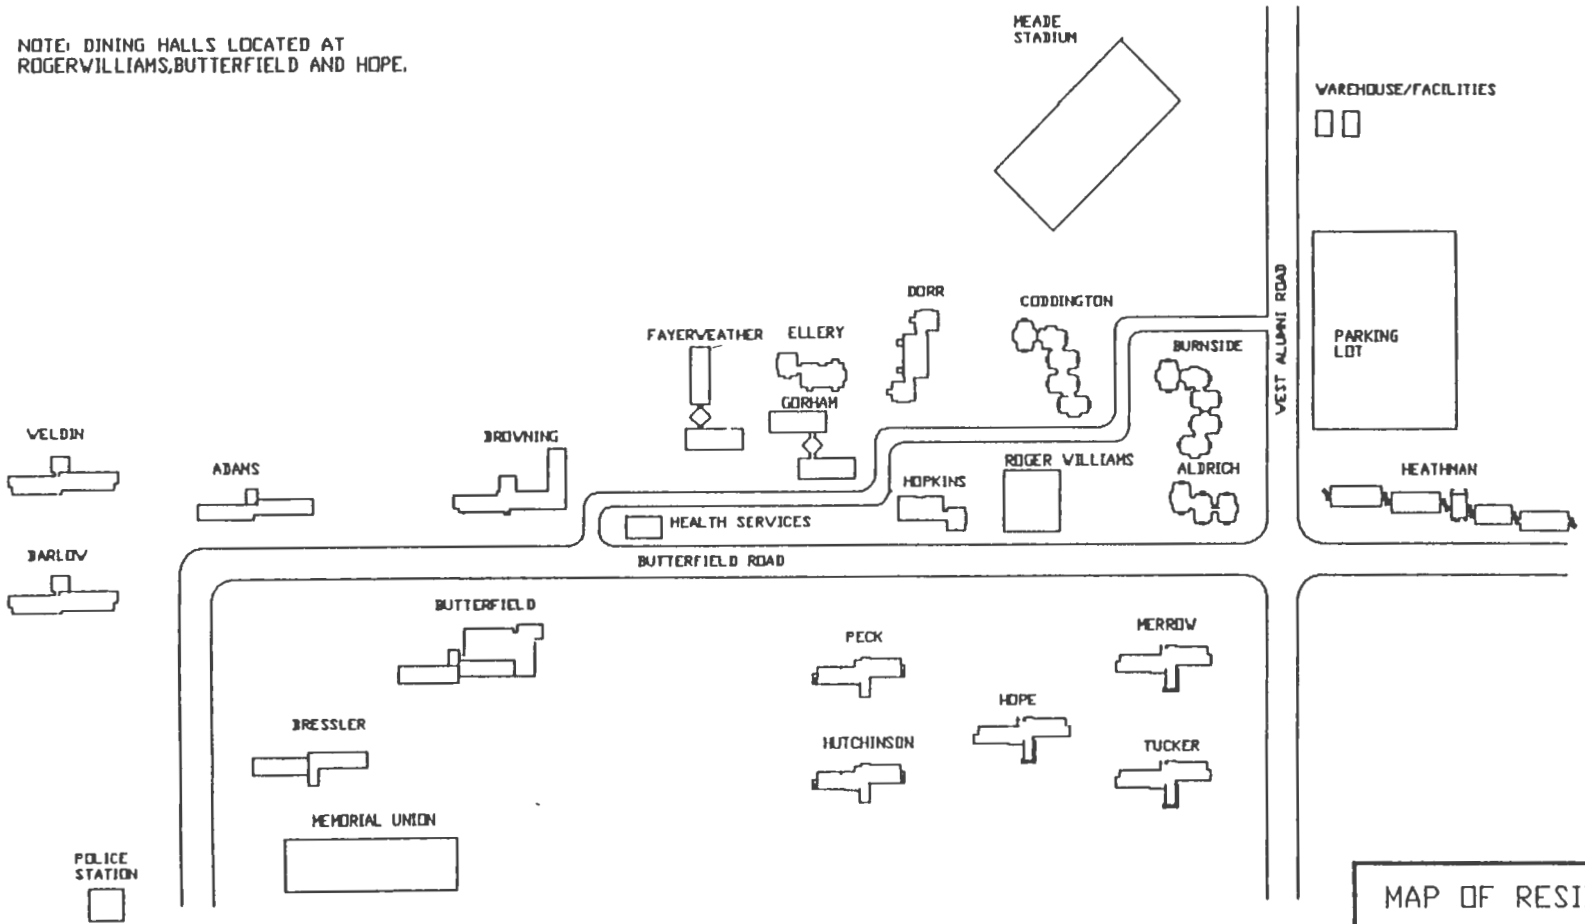 NOTE: DINING HALLS LOCATED AT
ROGERWILLIAMS,BUTTERFIELD AND HOPE.
MEADE
STADIUM
WAREHOUSE/FACILITIES
DORR
CODDINGTON
FAYERWEATHER
ELLERY
BURNSIDE
WEST ALUMNI ROAD
PARKING
LOT
GORHAM
WELDIN
BROWNING
ADAMS
ROGER WILLIAMS
ALDRICH
HEATHMAN
HOPKINS
HEALTH SERVICES
BARLOW
BUTTERFIELD ROAD
BUTTERFIELD
PECK
MERROW
HOPE
BRESSLER
HUTCHINSON
TUCKER
MEMORIAL UNION
POLICE
STATION
MAP OF RESI